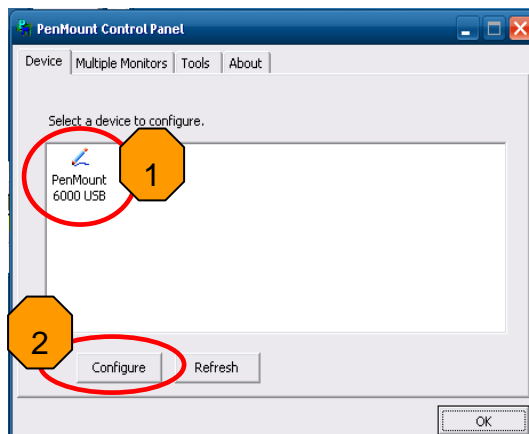 PenMount Control Panel
Device Multiple Monitors Tools About
Select a device to configure.
1
PenMount
6000 USB
2
Configure Refresh
OK